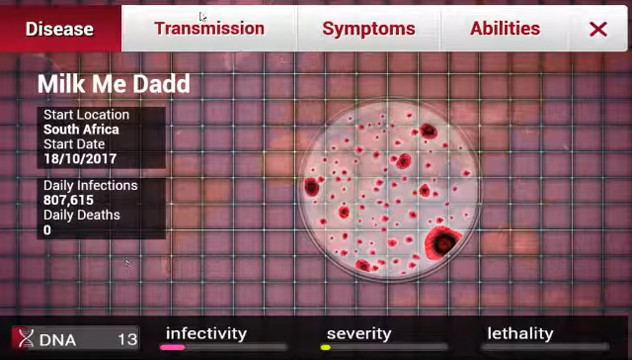 Disease
Transmission
Symptoms
Abilities
Milk Me Dadd
Start Location
South Africa
Start Date
18/10/2017
Daily Infections
807,615
Daily Deaths
0
DNA 13
infectivity
severity
lethality